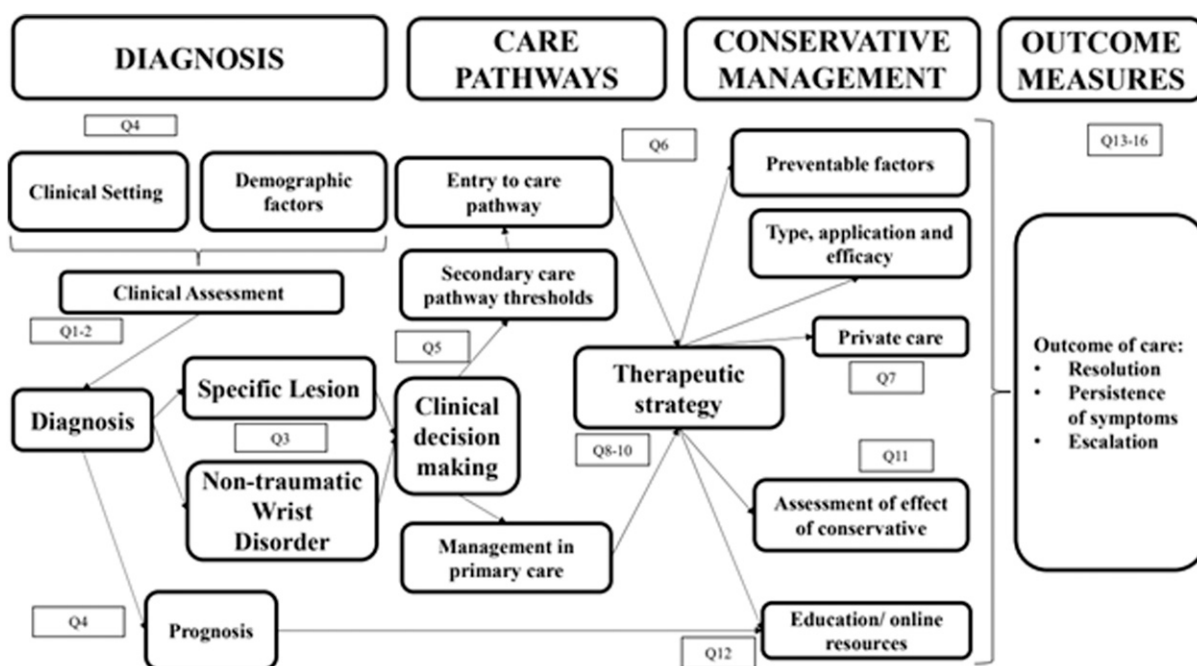 DIAGNOSIS
CARE
PATHWAYS
CONSERVATIVE
MANAGEMENT
OUTCOME
MEASURES
Q4
Clinical Setting
Demographic
factors
Clinical Assessment
Q1-2
Diagnosis
Specific Lesion
Q3
Non-traumatic
Wrist
Disorder
Q4
Prognosis
Entry to care
pathway
Secondary care
pathway thresholds
Q5
Clinical
decision
making
Management in
primary care
Q6
Therapeutic
strategy
Q8-10
Preventable factors
Type, application and
efficacy
Private care
Q7
Q11
Assessment of effect
of conservative
Education/ online
resources
Q12
Q13-16
Outcome of care:
• Resolution
• Persistence
of symptoms
• Escalation